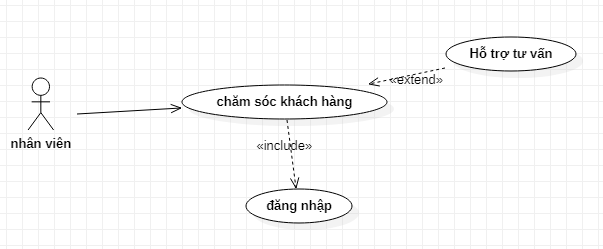 Hỗ trợ tư vấn
«extend»
chăm sóc khách hàng
nhân viên
«include»
đăng nhập